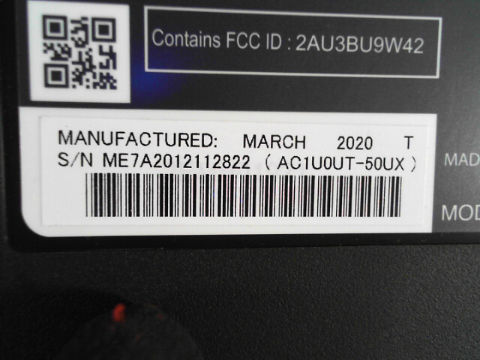 Contains FCC ID : 2AU3BU9W42
MANUFACTURED: MARCH 2020 T
S/N ME7A2012112822 ( AC1U0UT-50UX )
MAD
MOD